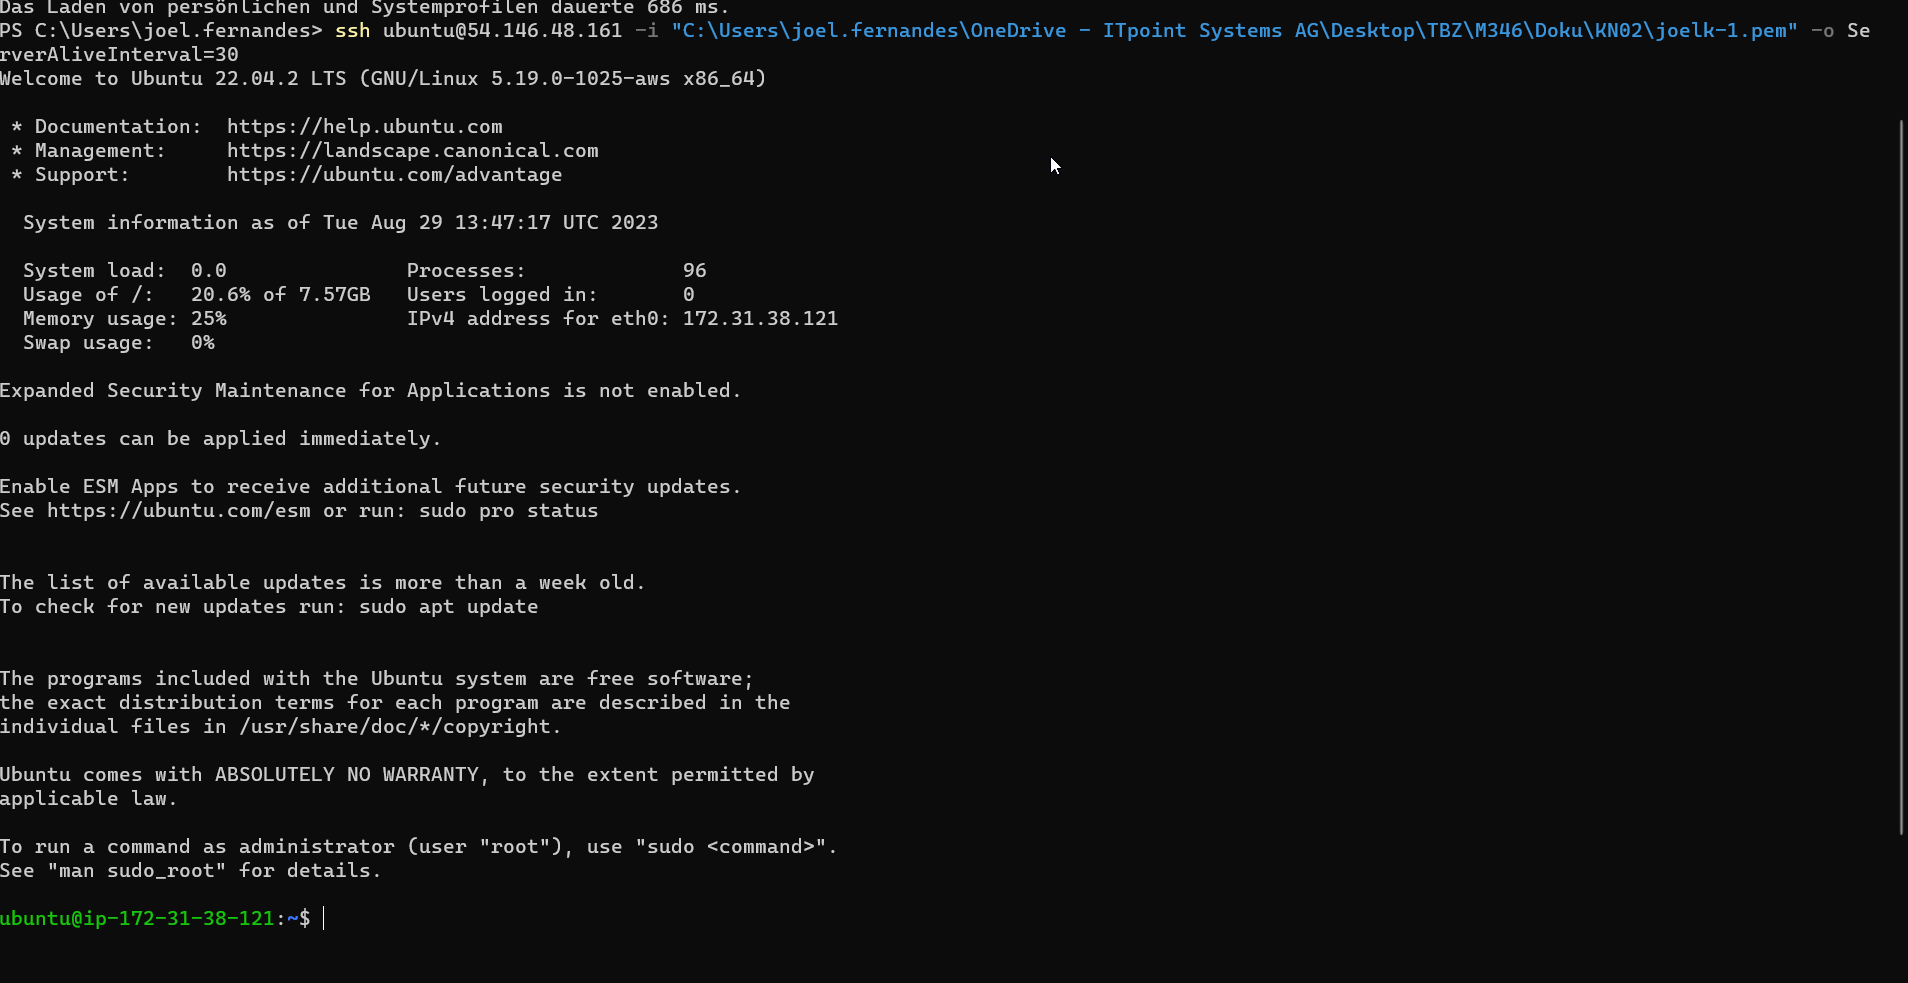 Das Laden von persönlichen und Systemprofilen dauerte 686 ms.
PS C:\Users\joel.fernandes> ssh ubuntu@54.146.48.161 -i "C:\Users\joel.fernandes\OneDrive - ITpoint Systems AG\Desktop\TBZ\M346\Doku\KN02\joelk-1.pem" -o Se
rverAliveInterval=30
Welcome to Ubuntu 22.04.2 LTS (GNU/Linux 5.19.0-1025-aws x86_64)

 * Documentation:  https://help.ubuntu.com
 * Management:     https://landscape.canonical.com
 * Support:        https://ubuntu.com/advantage

  System information as of Tue Aug 29 13:47:17 UTC 2023

  System load:  0.0               Processes:             96
  Usage of /:   20.6% of 7.57GB   Users logged in:       0
  Memory usage: 25%               IPv4 address for eth0: 172.31.38.121
  Swap usage:   0%

Expanded Security Maintenance for Applications is not enabled.

0 updates can be applied immediately.

Enable ESM Apps to receive additional future security updates.
See https://ubuntu.com/esm or run: sudo pro status


The list of available updates is more than a week old.
To check for new updates run: sudo apt update


The programs included with the Ubuntu system are free software;
the exact distribution terms for each program are described in the
individual files in /usr/share/doc/*/copyright.

Ubuntu comes with ABSOLUTELY NO WARRANTY, to the extent permitted by
applicable law.

To run a command as administrator (user "root"), use "sudo <command>".
See "man sudo_root" for details.

ubuntu@ip-172-31-38-121:~$